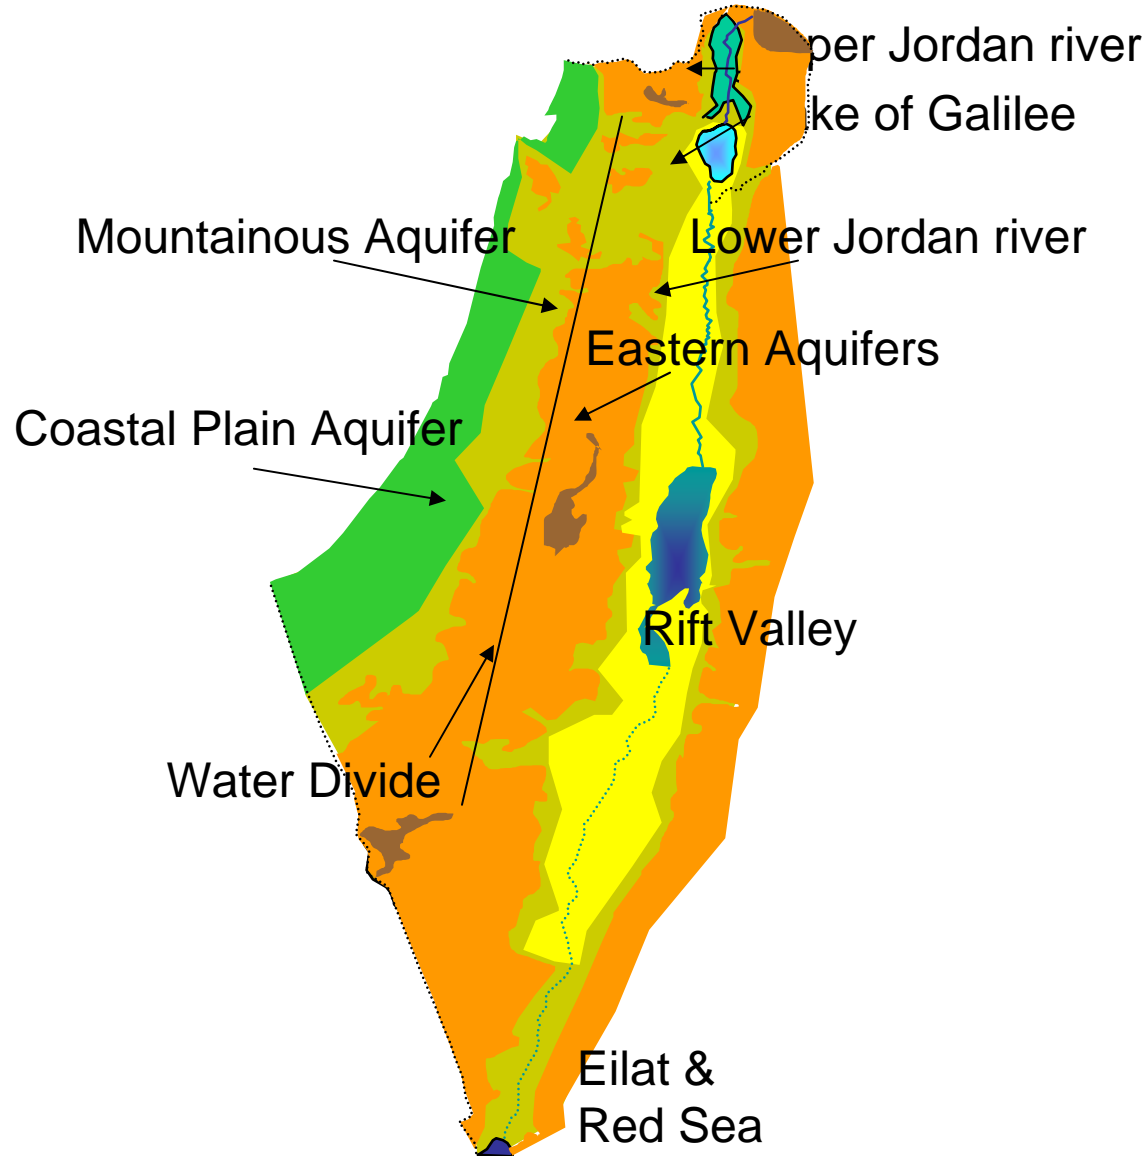 per Jordan river
ke of Galilee
Mountainous Aquifer
Lower Jordan river
Eastern Aquifers
Coastal Plain Aquifer
Rift Valley
Water Divide
Eilat &
Red Sea